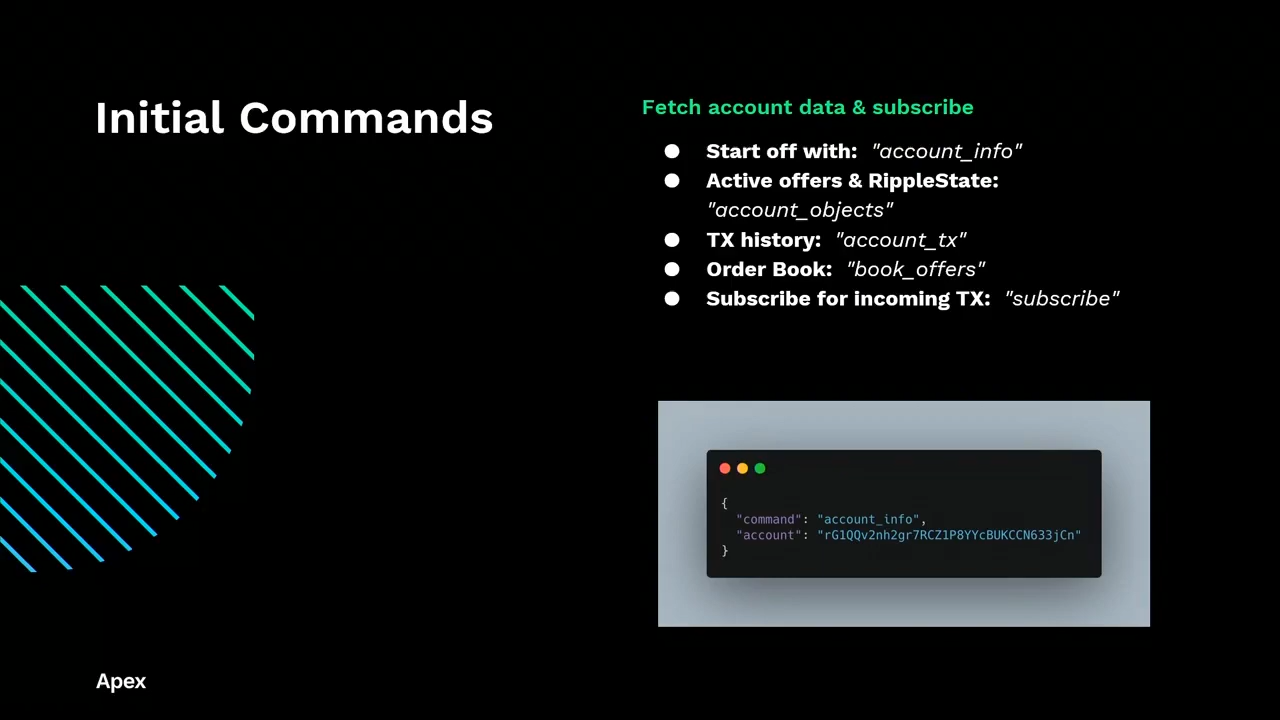 Initial Commands
Fetch account data & subscribe
● Start off with: "account_info"
● Active offers & RippleState:
"account_objects"
● TX history: "account_tx"
● Order Book: "book_offers"
● Subscribe for incoming TX: "subscribe"
{
"command": "account_info",
"account": "rG1QQv2nh2gr7RCZ1P8YYcBUKCCN633jCn"
}
Apex